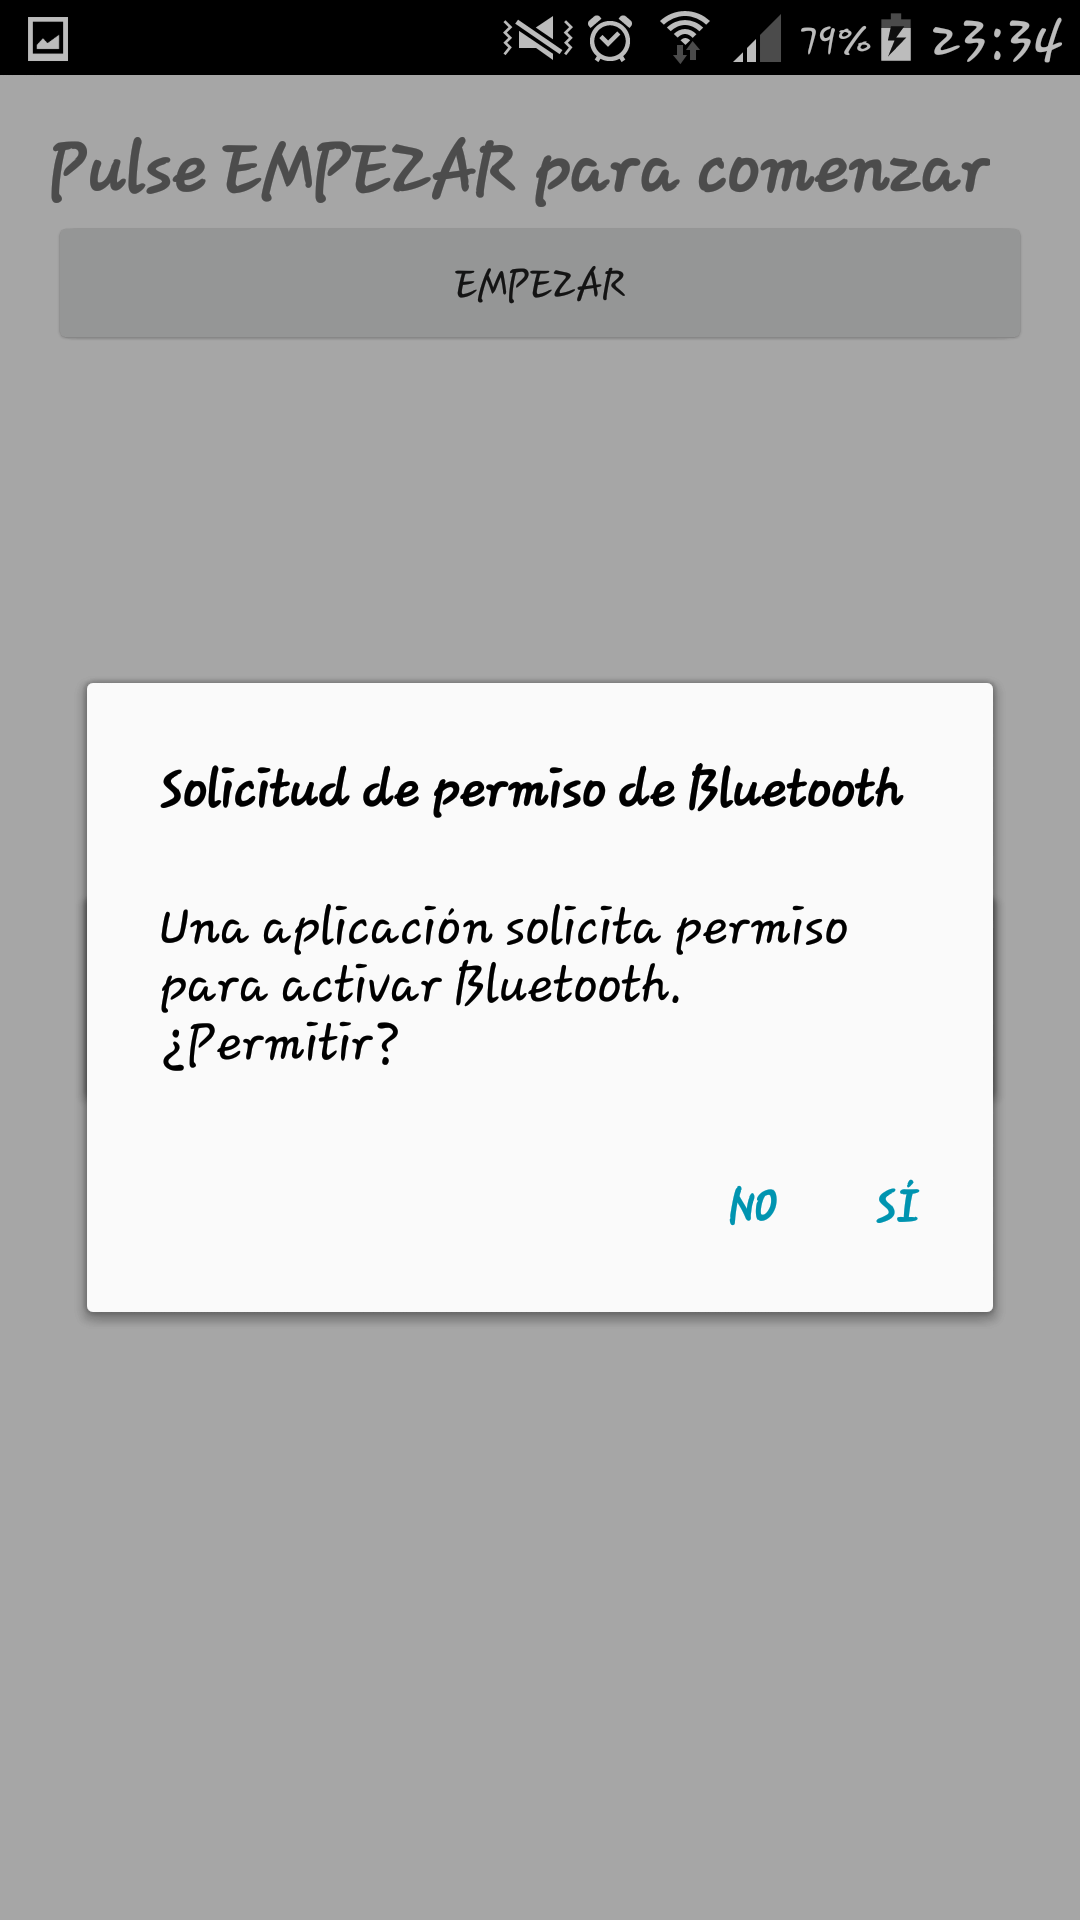 79% 23:34
Pulse EMPEZAR para comenzar
EMPEZAR
Solicitud de permiso de Bluetooth
Una aplicación solicita permiso
para activar Bluetooth.
¿Permitir?
NO SÍ